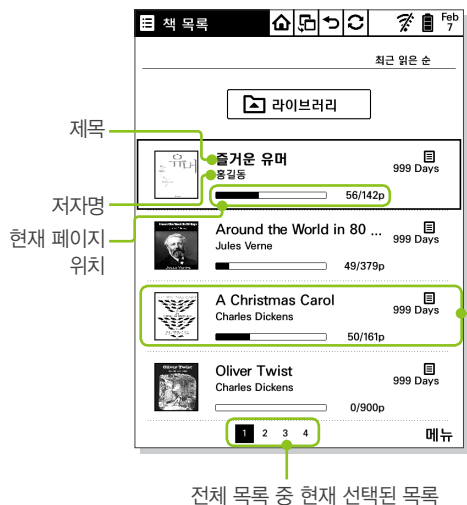 책 목록
Feb
7
최근 읽은 순
라이브러리
제목
즐거운 유머
999 Days
홍길동
저자명
56/142p
현재 페이지
위치
Around the World in 80 ...
999 Days
Jules Verne
49/379p
A Christmas Carol
999 Days
Charles Dickens
50/161p
Oliver Twist
Oliver Twist
999 Days
Charles Dickens
0/900p
1 2 3 4
메뉴
전체 목록 중 현재 선택된 목록